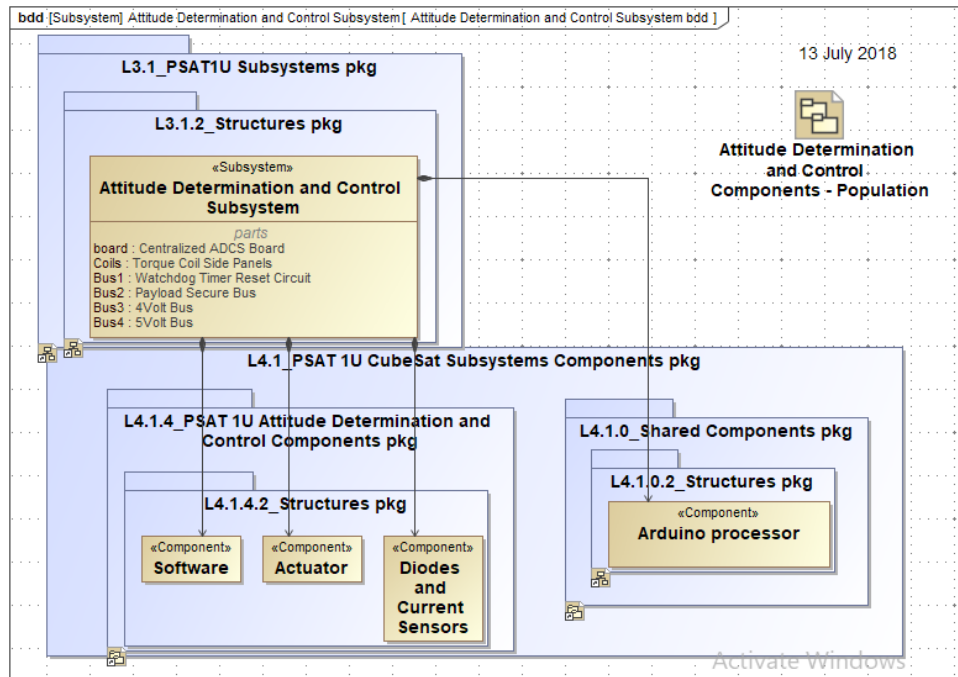 bdd [Subsystem] Attitude Determination and Control Subsystem [ Attitude Determination and Control Subsystem bdd ]
13 July 2018
L3.1_PSAT1U Subsystems pkg
L3.1.2_Structures pkg
Attitude Determination
and Control
Components - Population
«Subsystem»
Attitude Determination and Control
Subsystem
parts
board : Centralized ADCS Board
Coils : Torque Coil Side Panels
Bus1 : Watchdog Timer Reset Circuit
Bus2 : Payload Secure Bus
Bus3 : 4Volt Bus
Bus4 : 5Volt Bus
L4.1_PSAT 1U CubeSat Subsystems Components pkg
L4.1.4_PSAT 1U Attitude Determination and
Control Components pkg
L4.1.4.2_Structures pkg
«Component»
Software
«Component»
Actuator
«Component»
Diodes
and
Current
Sensors
L4.1.0_Shared Components pkg
L4.1.0.2_Structures pkg
«Component»
Arduino processor
Activate Windows